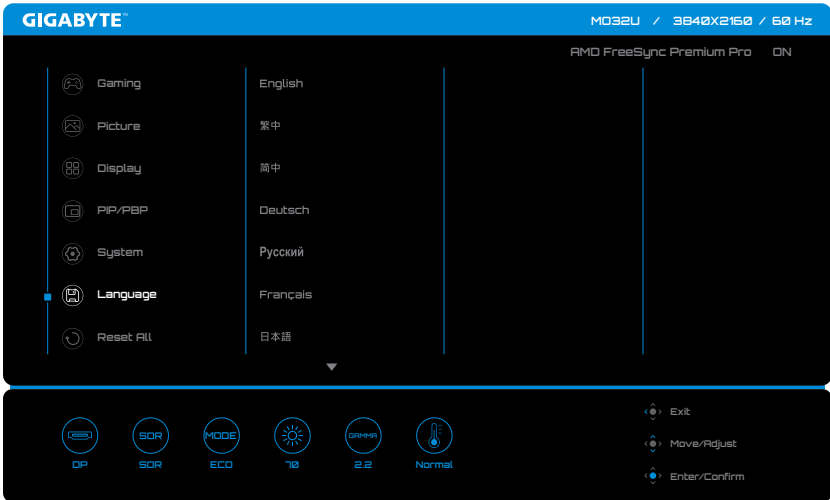 GIGABYTE™
MO32U / 3840X2160 / 60 Hz
AMD FreeSync Premium Pro ON
Gaming
Picture
Display
PIP/PBP
System
Language
Reset All
English
繁中
简中
Deutsch
Русский
Français
日本語
SDR
MODE
GAMMA
DP
SDR
ECO
70
2.2
Normal
Exit
Move/Adjust
Enter/Confirm